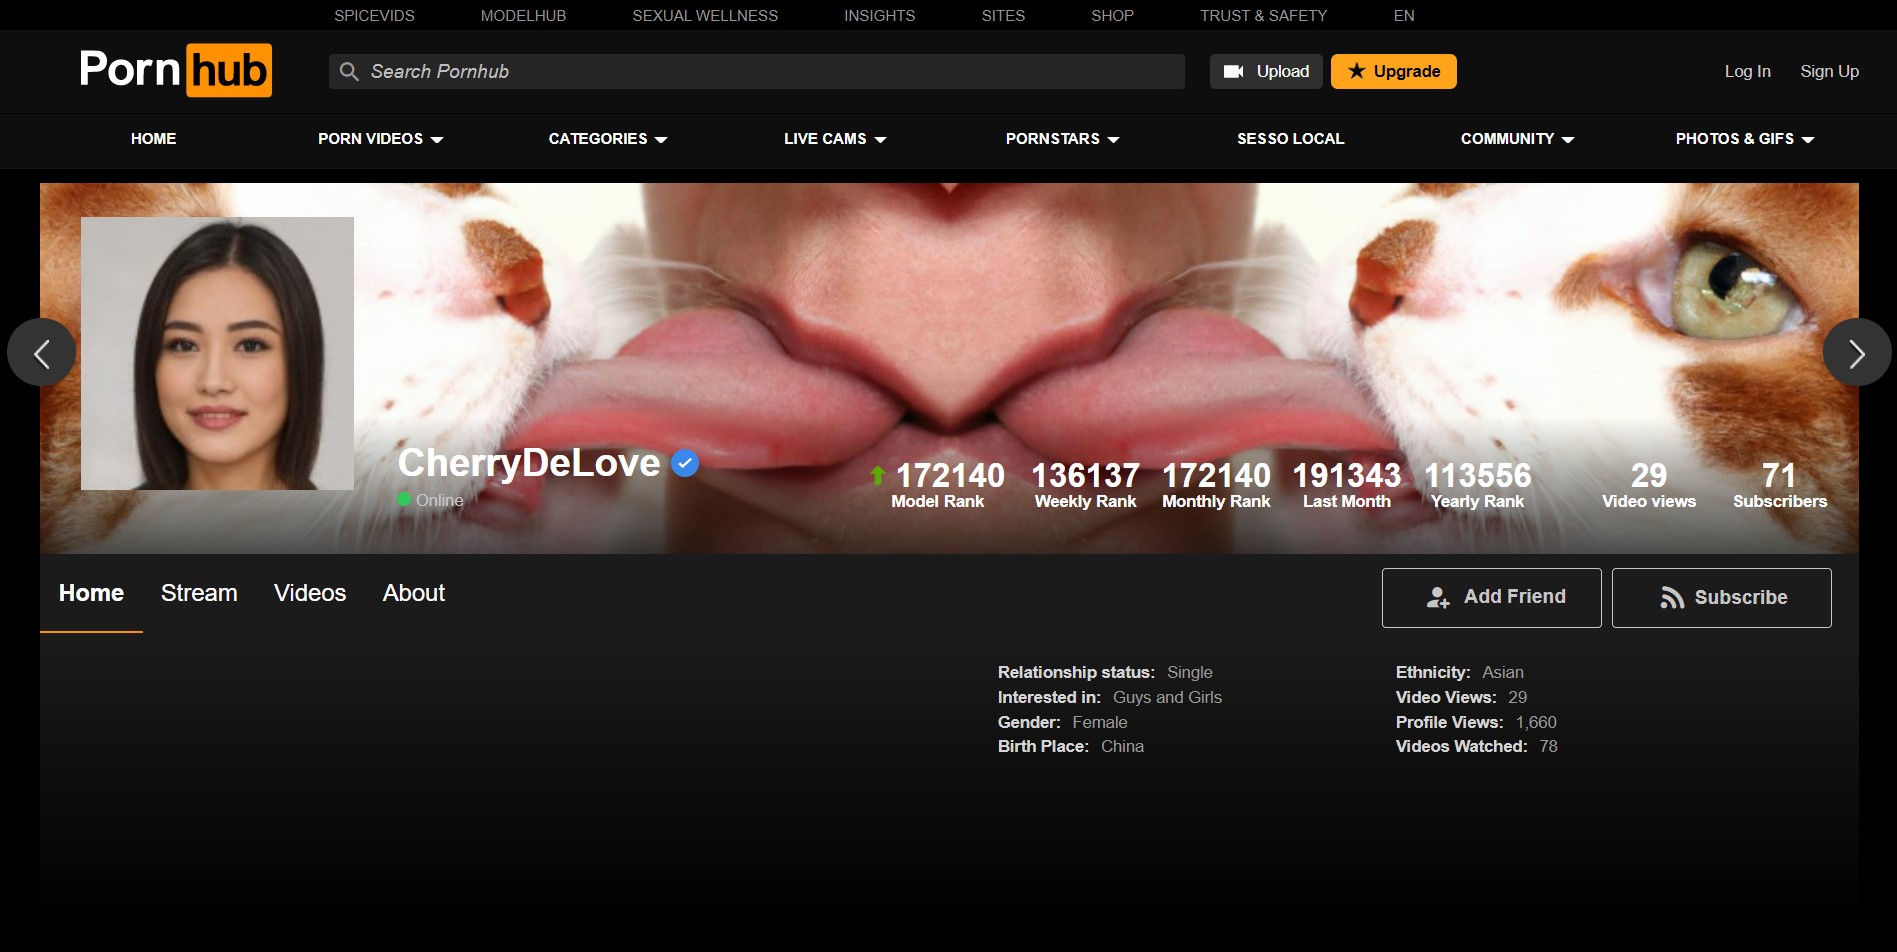 SPICEVIDS MODELHUB SEXUAL WELLNESS INSIGHTS SITES SHOP TRUST & SAFETY EN
Pornhub Search Pornhub Upload Upgrade Log In Sign Up
HOME PORN VIDEOS CATEGORIES LIVE CAMS PORNSTARS SESSO LOCAL COMMUNITY PHOTOS & GIFS
CherryDeLove
Online
172140 136137 172140 191343 113556 29 71
Model Rank Weekly Rank Monthly Rank Last Month Yearly Rank Video views Subscribers
Home Stream Videos About Add Friend Subscribe
Relationship status: Single Ethnicity: Asian
Interested in: Guys and Girls Video Views: 29
Gender: Female Profile Views: 1,660
Birth Place: China Videos Watched: 78